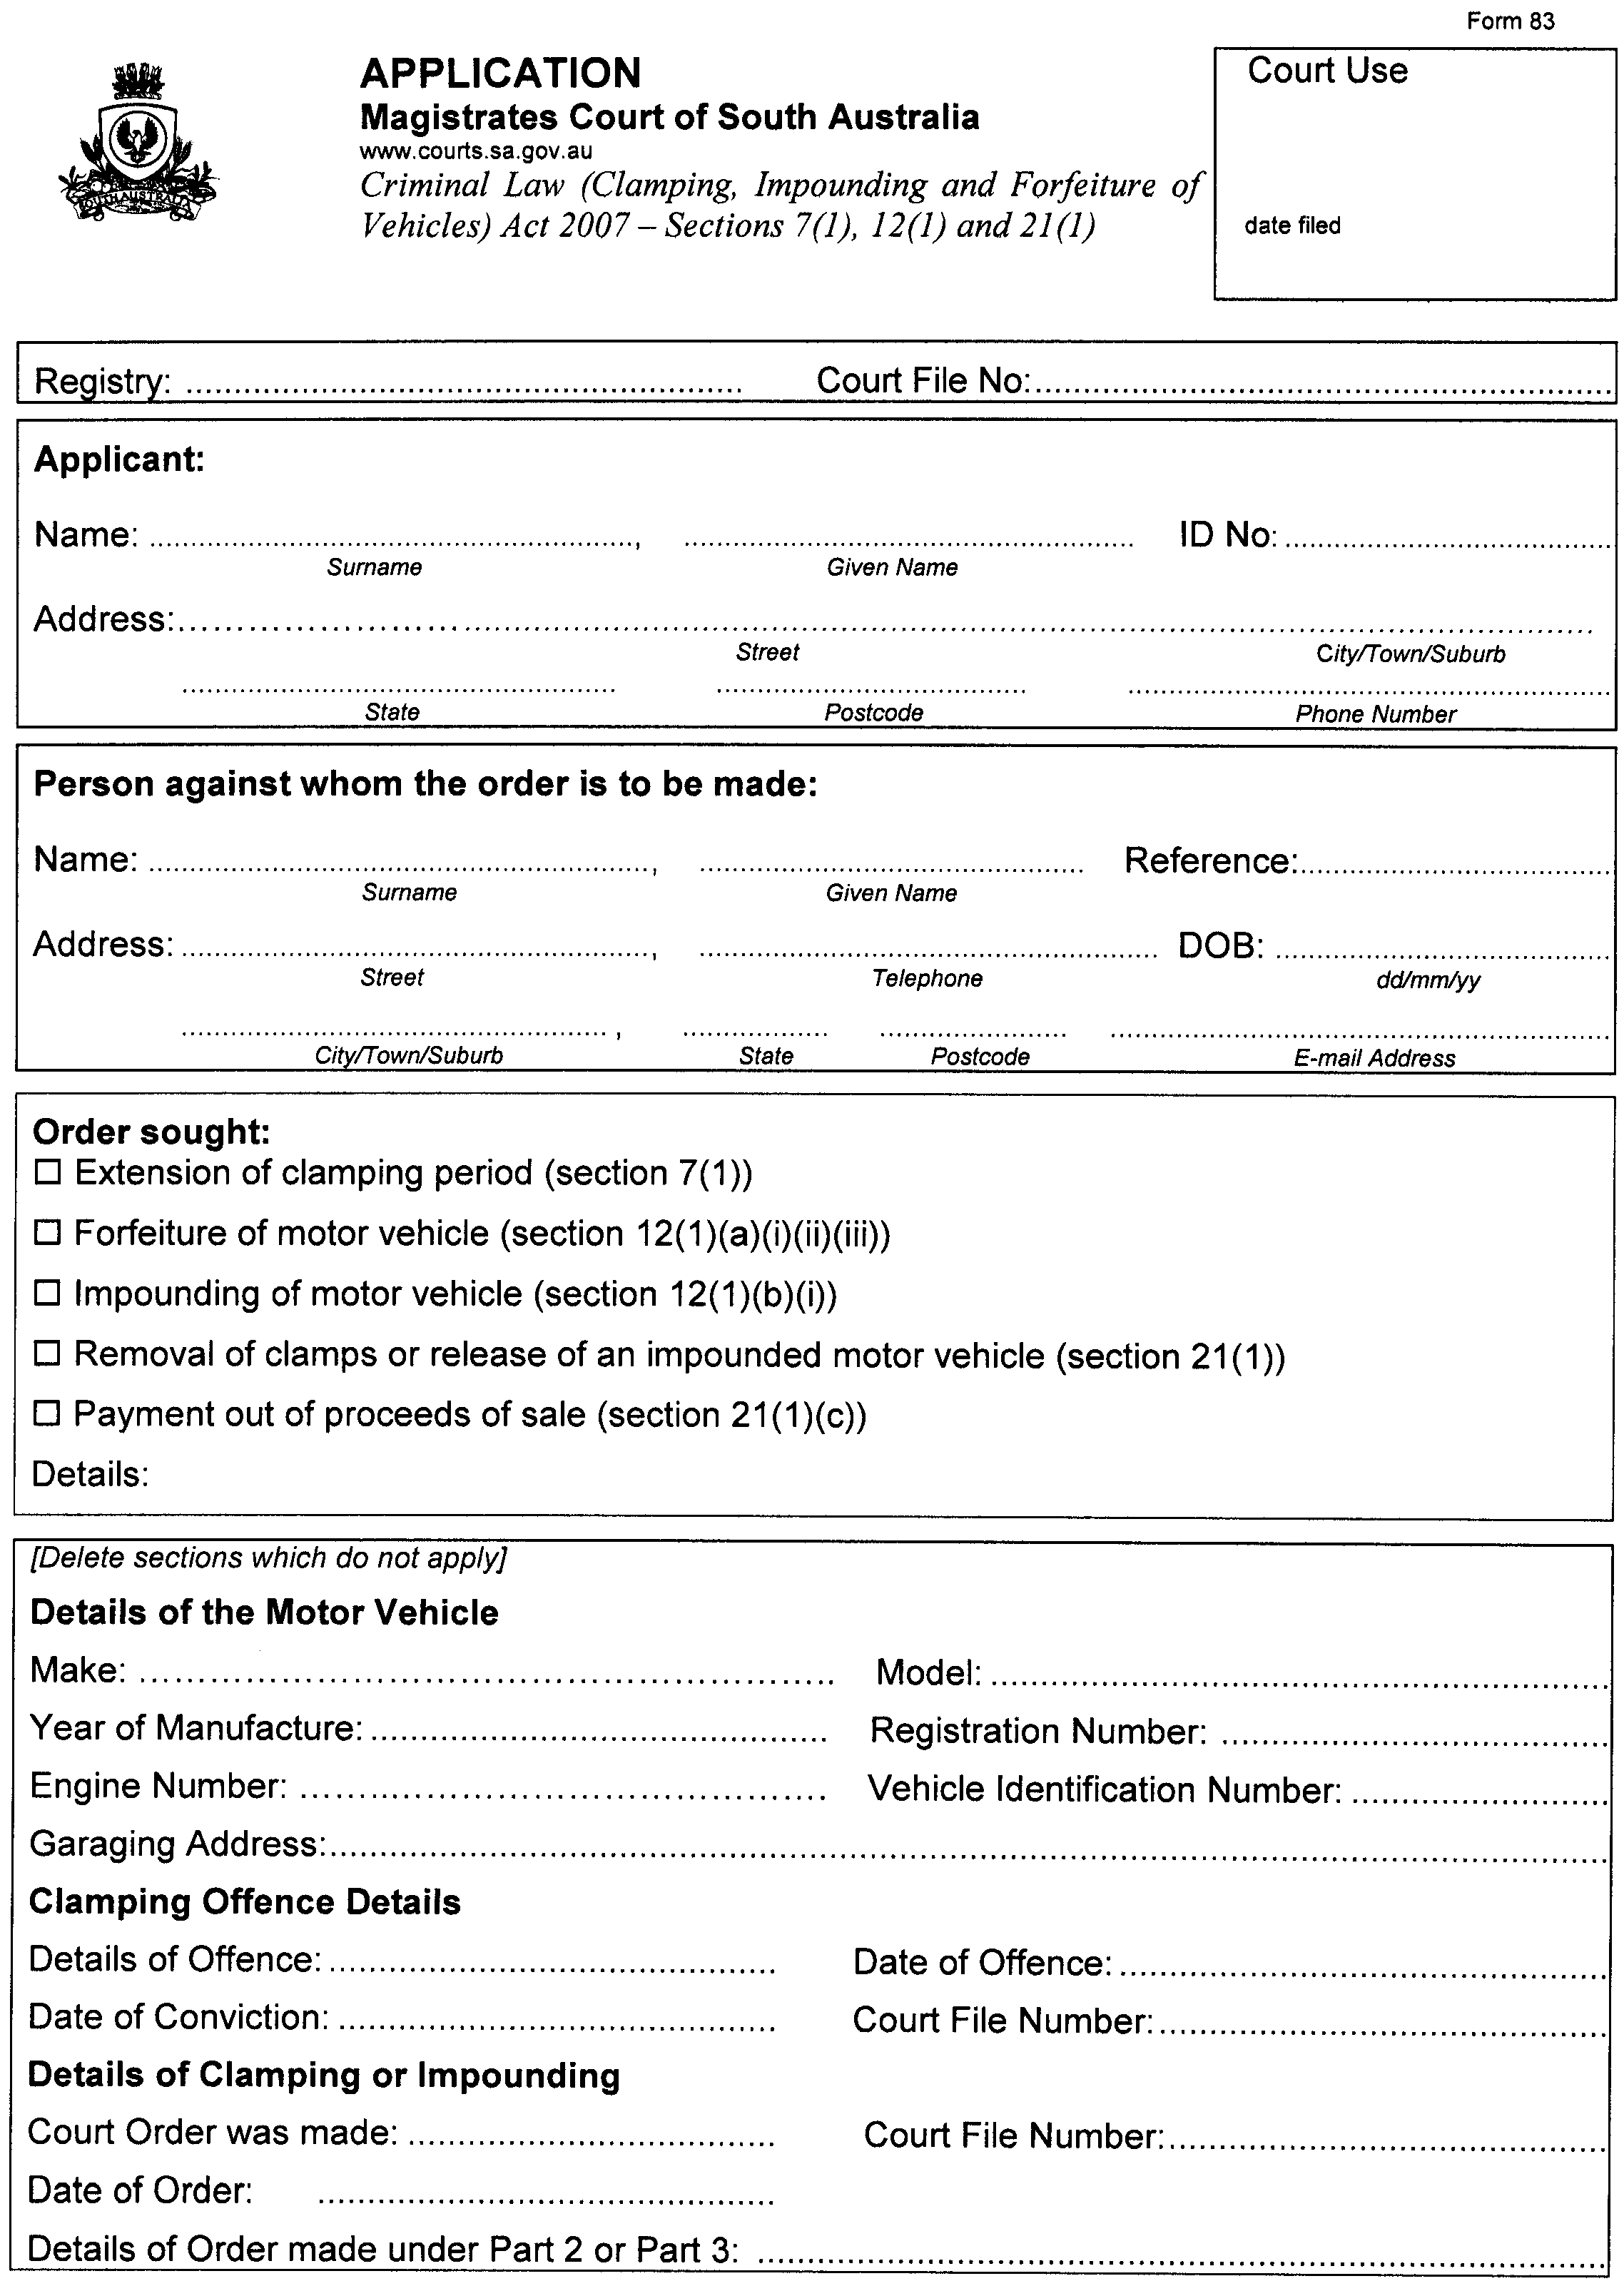 Form 83
APPLICATION
Magistrates Court of South Australia
www.courts.sa.gov.au
Criminal Law (Clamping, Impounding and Forfeiture of
Vehicles) Act 2007 – Sections 7(1), 12(1) and 21(1)
Court Use
date filed
SOUTH AUSTRALIA
Registry: .......................................................... Court File No:............................................................
Applicant:
Name: .................................................., .............................................. ID No:..................................
Surname Given Name
Address:..............................................................................................................................
Street City/Town/Suburb
............................................. ................................ ..................................................
State Postcode Phone Number
Person against whom the order is to be made:
Name: ...................................................., ........................................ Reference:................................
Surname Given Name
Address: ................................................, ............................................... DOB: ..................................
Street Telephone dd/mm/yy
............................................, ............... ................... ....................................................
City/Town/Suburb State Postcode E-mail Address
Order sought:
☐ Extension of clamping period (section 7(1))
☐ Forfeiture of motor vehicle (section 12(1)(a)(i)(ii)(iii))
☐ Impounding of motor vehicle (section 12(1)(b)(i))
☐ Removal of clamps or release of an impounded motor vehicle (section 21(1))
☐ Payment out of proceeds of sale (section 21(1)(c))
Details:
[Delete sections which do not apply]
Details of the Motor Vehicle
Make: .................................................................. Model: ................................................................
Year of Manufacture: ............................................. Registration Number: ........................................
Engine Number: .................................................. Vehicle Identification Number: ..........................
Garaging Address:..............................................................................................................................
Clamping Offence Details
Details of Offence: ............................................. Date of Offence: ..................................................
Date of Conviction: ............................................ Court File Number:..............................................
Details of Clamping or Impounding
Court Order was made: ...................................... Court File Number:.............................................
Date of Order: ...............................................
Details of Order made under Part 2 or Part 3: ......................................................................................